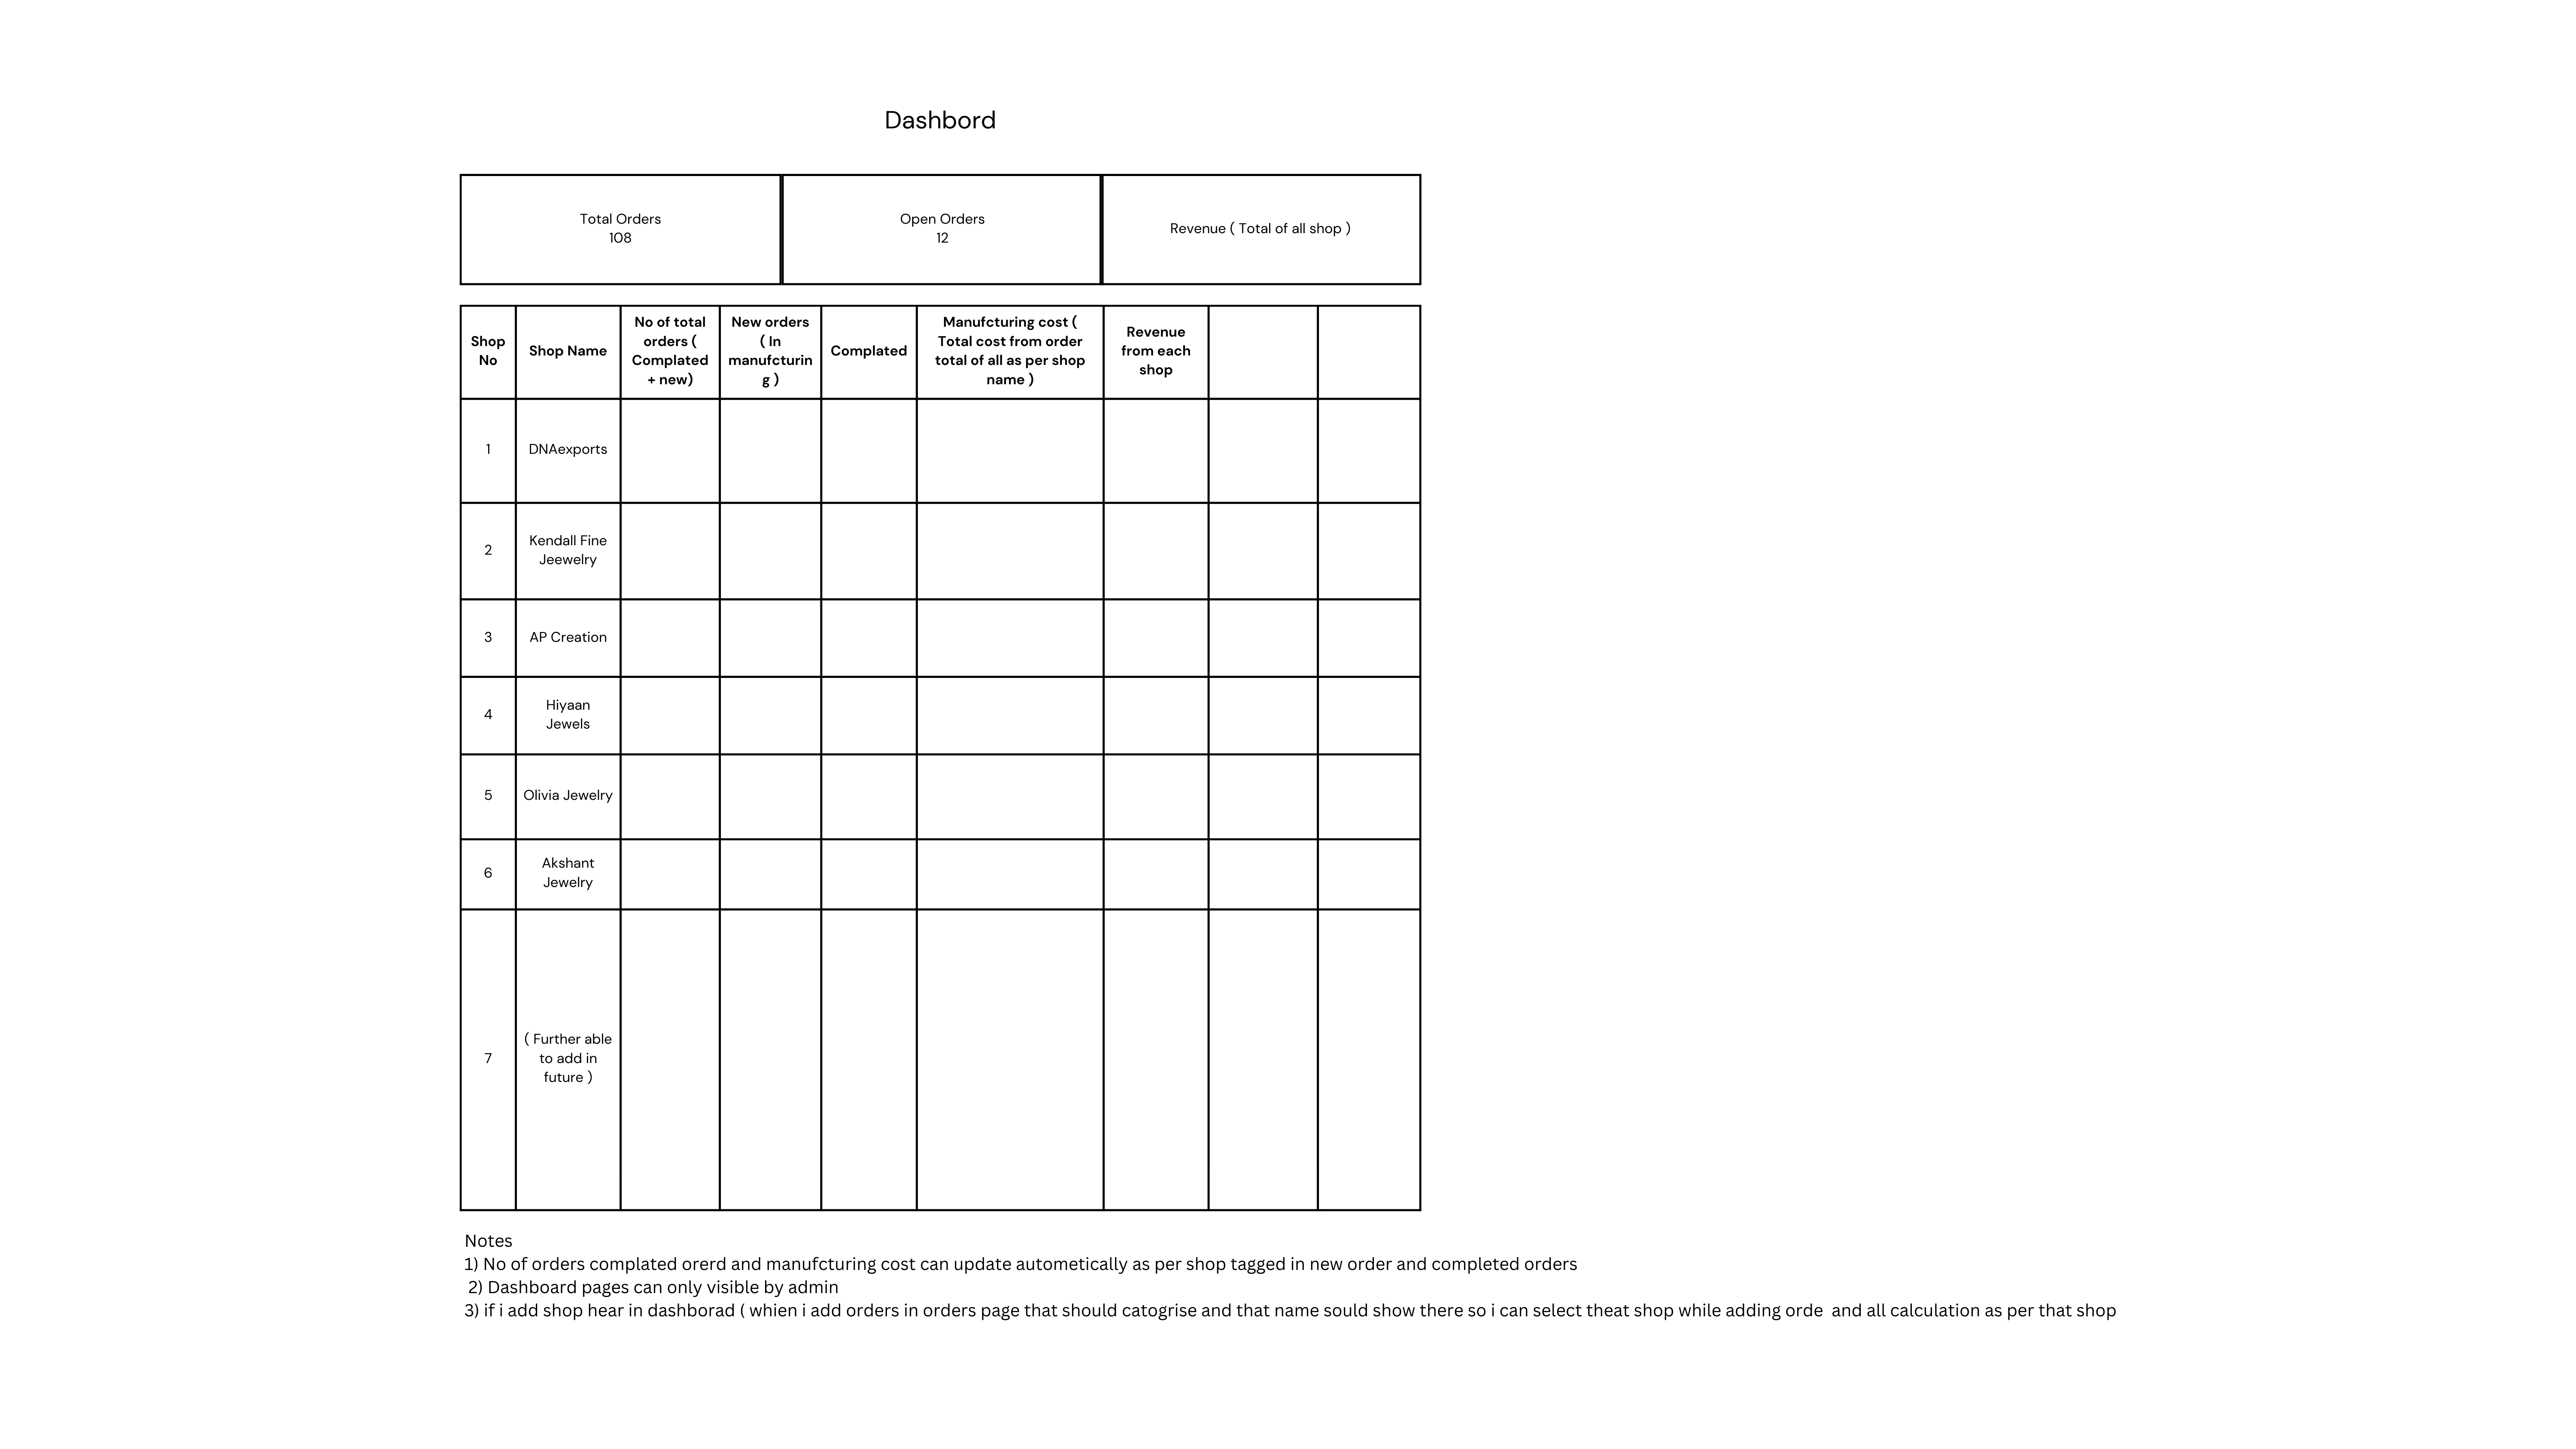 Dashbord
Total Orders
108
Open Orders
12
Revenue ( Total of all shop )
Shop
No
Shop Name
No of total
orders (
Complated
+ new)
New orders
( In
manufcturin
g )
Complated
Manufcturing cost (
Total cost from order
total of all as per shop
name )
Revenue
from each
shop
1
DNAexports
2
Kendall Fine
Jeewelry
3
AP Creation
4
Hiyaan
Jewels
5
Olivia Jewelry
6
Akshant
Jewelry
7
( Further able
to add in
future )
Notes
1) No of orders complated orerd and manufcturing cost can update autometically as per shop tagged in new order and completed orders
2) Dashboard pages can only visible by admin
3) if i add shop hear in dashborad ( whien i add orders in orders page that should catogrise and that name sould show there so i can select theat shop while adding orde  and all calculation as per that shop